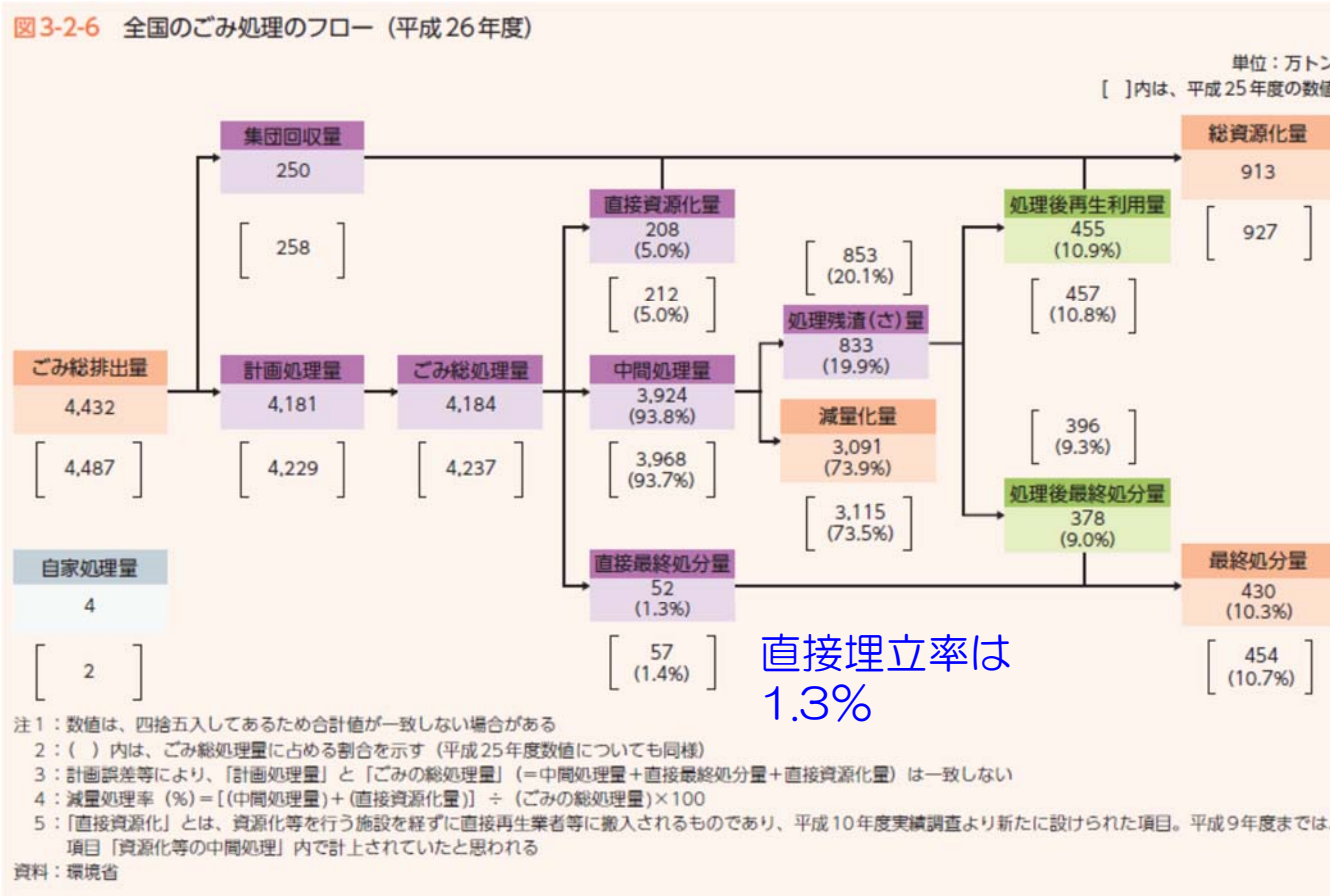 図3-2-6 全国のごみ処理のフロー（平成26年度）
単位：万トン
[ ]内は、平成25年度の数値
集団回収量
250
[258]
総資源化量
913
[927]
直接資源化量
208
(5.0%)
[212
(5.0%)]
処理後再生利用量
455
(10.9%)
[457
(10.8%)]
[853
(20.1%)]
処理残渣(さ)量
833
(19.9%)
ごみ総排出量
4,432
[4,487]
計画処理量
4,181
[4,229]
ごみ総処理量
4,184
[4,237]
中間処理量
3,924
(93.8%)
[3,968
(93.7%)]
減量化量
3,091
(73.9%)
[3,115
(73.5%)]
[396
(9.3%)]
処理後最終処分量
378
(9.0%)
自家処理量
4
[2]
直接最終処分量
52
(1.3%)
[57
(1.4%)]
最終処分量
430
(10.3%)
[454
(10.7%)]
直接埋立率は
1.3%
注1：数値は、四捨五入してあるため合計値が一致しない場合がある
2：( ) 内は、ごみ総処理量に占める割合を示す（平成25年度数値についても同様）
3：計画誤差等により、「計画処理量」と「ごみの総処理量」（＝中間処理量＋直接最終処分量＋直接資源化量）は一致しない
4：減量処理率（%）＝[(中間処理量)＋(直接資源化量)] ÷（ごみの総処理量)×100
5：「直接資源化」とは、資源化等を行う施設を経ずに直接再生業者等に搬入されるものであり、平成10年度実績調査より新たに設けられた項目。平成9年度までは、
項目「資源化等の中間処理」内で計上されていたと思われる
資料：環境省